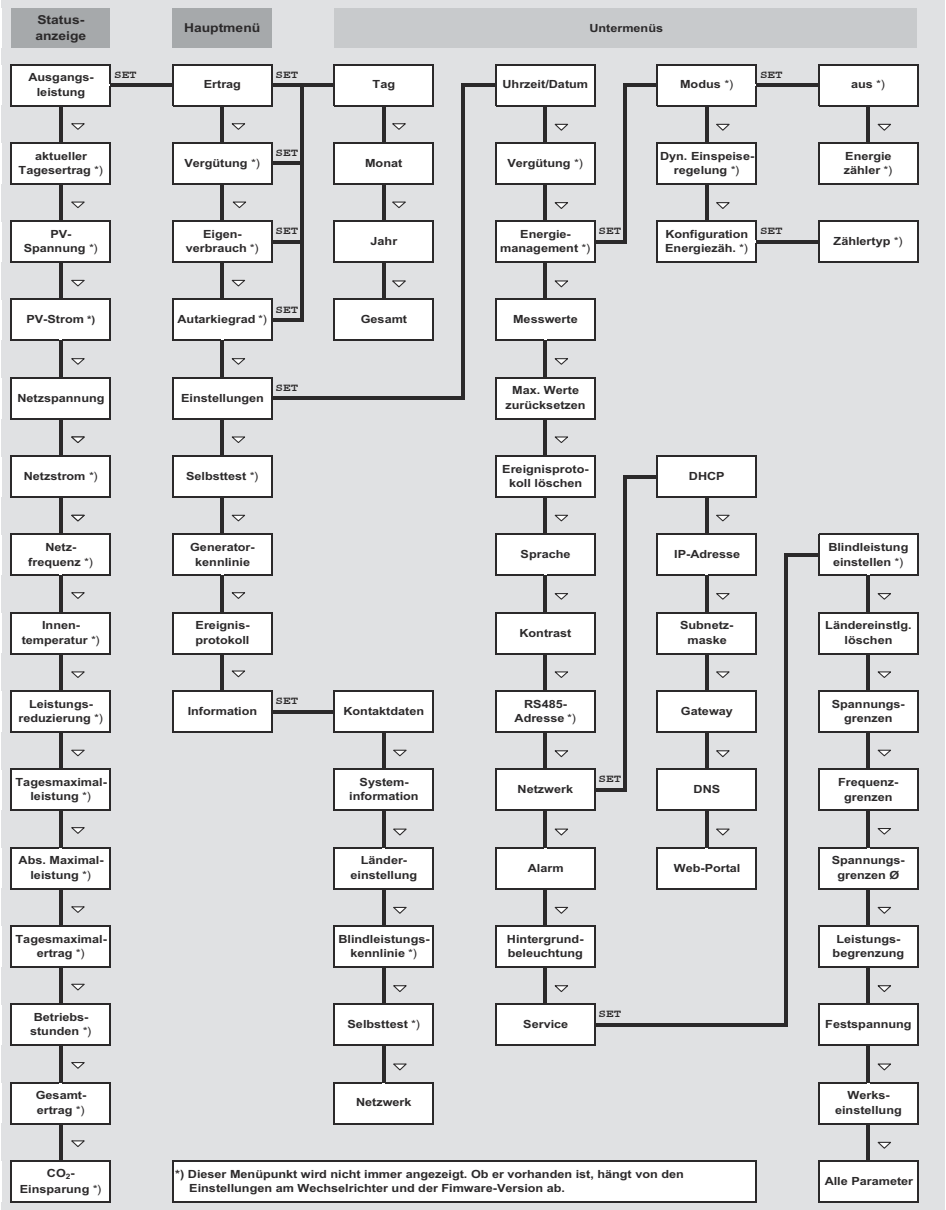 Status-
anzeige
Hauptmenü
Untermenüs
Ausgangs-
leistung
SET
aktueller
Tagesertrag *)
PV-
Spannung *)
PV-Strom *)
Netzspannung
Netzstrom *)
Netz-
frequenz *)
Innen-
temperatur *)
Leistungs-
reduzierung *)
Tagesmaximal-
leistung *)
Abs. Maximal-
leistung *)
Tagesmaximal-
ertrag *)
Betriebs-
stunden *)
Gesamt-
ertrag *)
CO₂-
Einsparung *)
Ertrag
SET
Vergütung *)
SET
Eigen-
verbrauch *)
SET
Autarkiegrad *)
SET
Einstellungen
SET
Selbsttest *)
Generator-
kennlinie
Ereignis-
protokoll
Information
SET
Tag
Monat
Jahr
Gesamt
Kontaktdaten
System-
information
Länder-
einstellung
Blindleistungs-
kennlinie *)
Selbsttest *)
Netzwerk
Uhrzeit/Datum
Vergütung *)
Energie-
management *)
SET
Messwerte
Max. Werte
zurücksetzen
Ereignisproto-
koll löschen
Sprache
Kontrast
RS485-
Adresse *)
Netzwerk
SET
Alarm
Hintergrund-
beleuchtung
Service
SET
Modus *)
SET
Dyn. Einspeise-
regelung *)
Konfiguration
Energiezäh. *)
SET
DHCP
IP-Adresse
Subnetz-
maske
Gateway
DNS
Web-Portal
aus *)
Energie
zähler *)
Zählertyp *)
Blindleistung
einstellen *)
Ländereinstlg.
löschen
Spannungs-
grenzen
Frequenz-
grenzen
Spannungs-
grenzen Ø
Leistungs-
begrenzung
Festspannung
Werks-
einstellung
Alle Parameter
*) Dieser Menüpunkt wird nicht immer angezeigt. Ob er vorhanden ist, hängt von den
Einstellungen am Wechselrichter und der Fimware-Version ab.